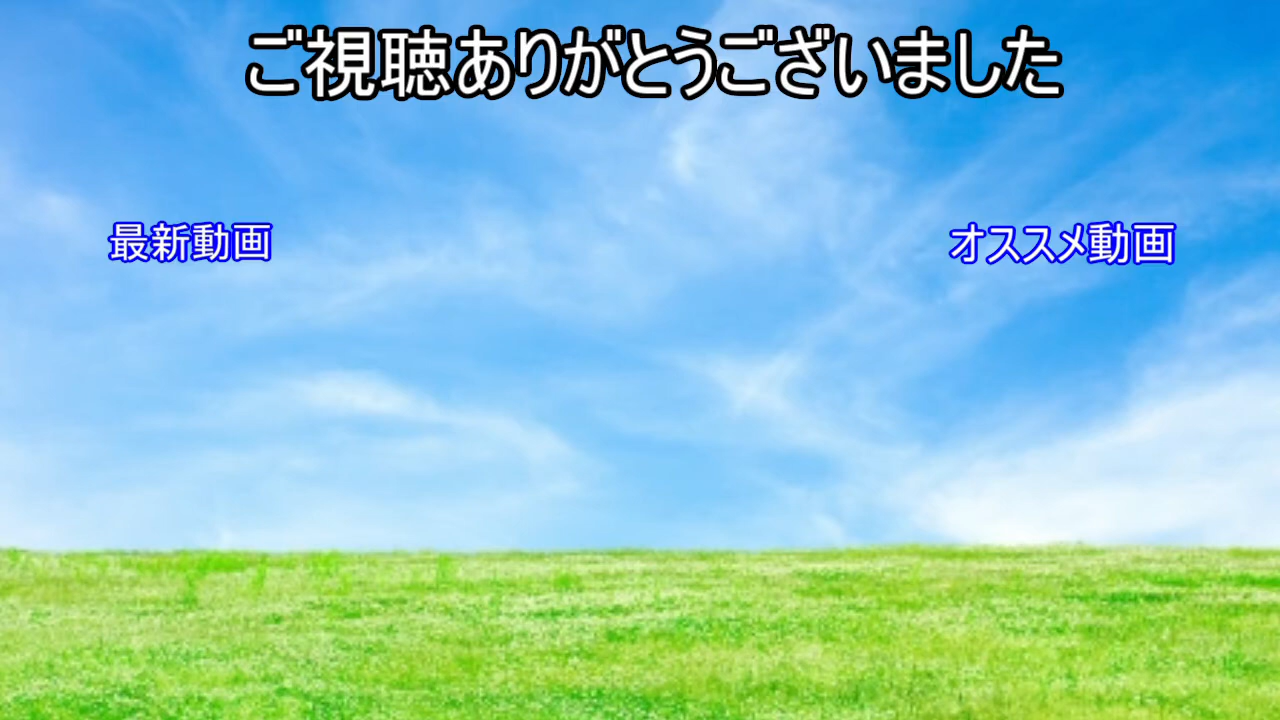 ご視聴ありがとうございました
最新動画
オススメ動画